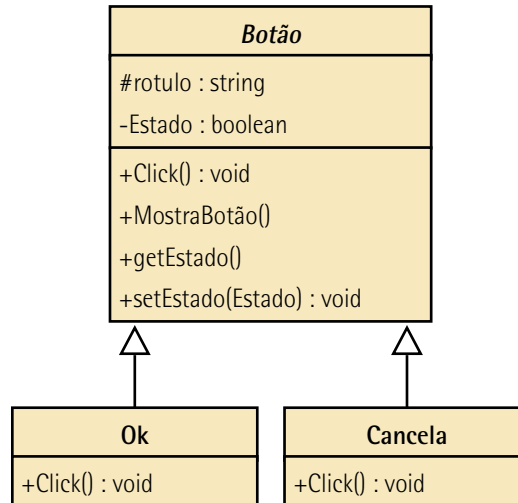 Botão
#rotulo : string
-Estado : boolean
+Click() : void
+MostraBotão()
+getEstado()
+setEstado(Estado) : void
Ok
+Click() : void
Cancela
+Click() : void